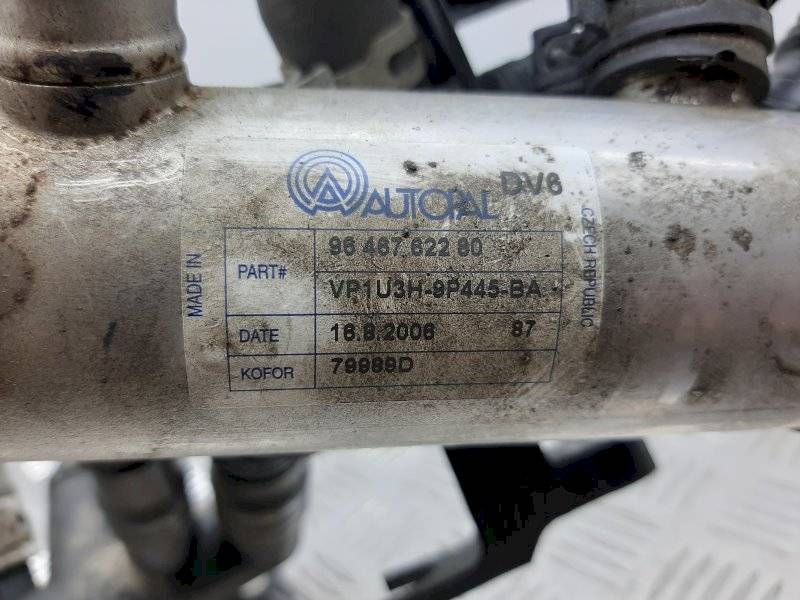 AUTOPAL DV6
MADE IN
PART# 96 467 622 80
VP1U3H-9P445-BA
DATE 16.8.2006 87
KOFOR 79989D
CZECH REPUBLIC